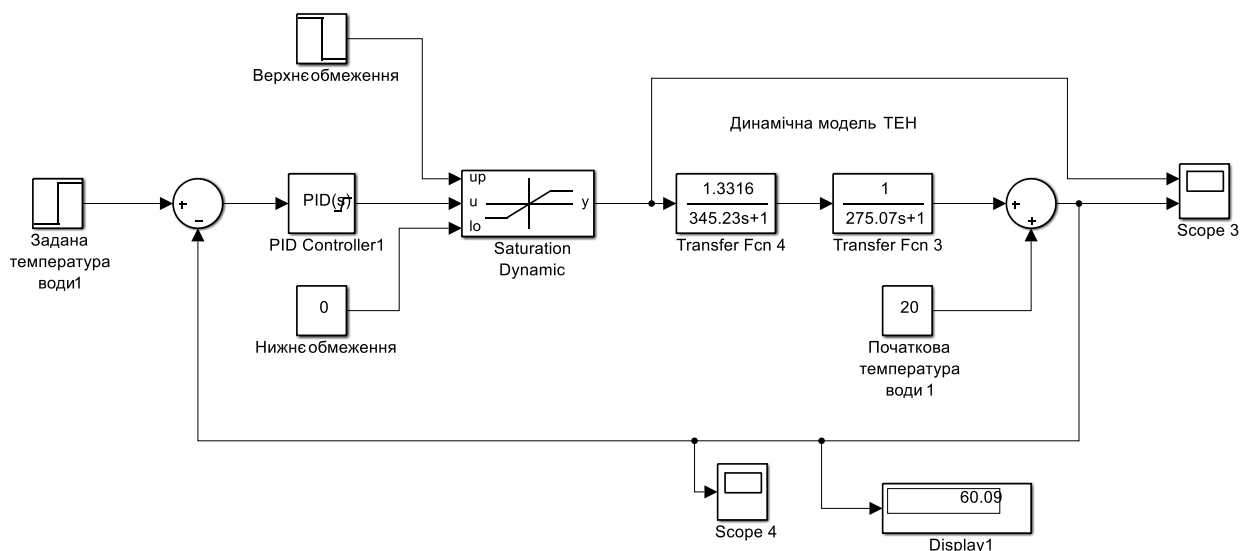 Верхнє обмеження
Динамічна модель ТЕН
Задана
температура
води1
+
−
PID(s)
PID Controller1
up
u
lo
y
Saturation
Dynamic
1.3316
345.23s+1
Transfer Fcn 4
1
275.07s+1
Transfer Fcn 3
+
+
Scope 3
0
Нижнє обмеження
20
Початкова
температура
води 1
Scope 4
60.09
Display1